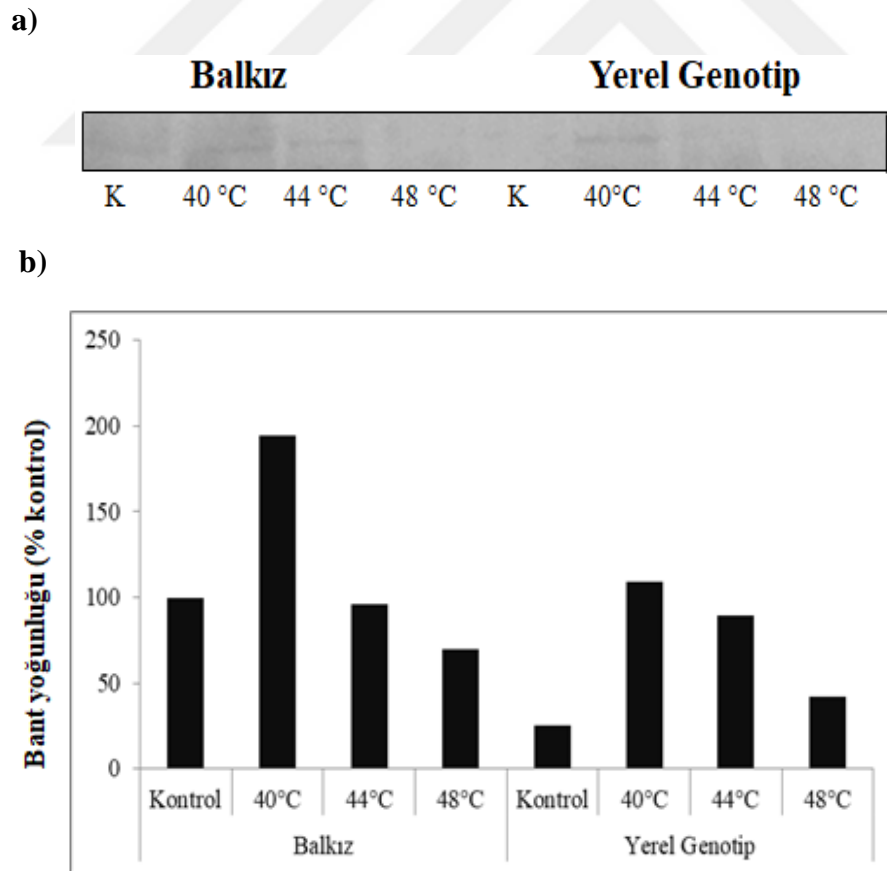 a)
Balkız Yerel Genotip
K 40 °C 44 °C 48 °C K 40°C 44 °C 48 °C
b)
Bant yoğunluğu (% kontrol)
250
200
150
100
50
0
Kontrol 40°C 44°C 48°C Kontrol 40°C 44°C 48°C
Balkız Yerel Genotip